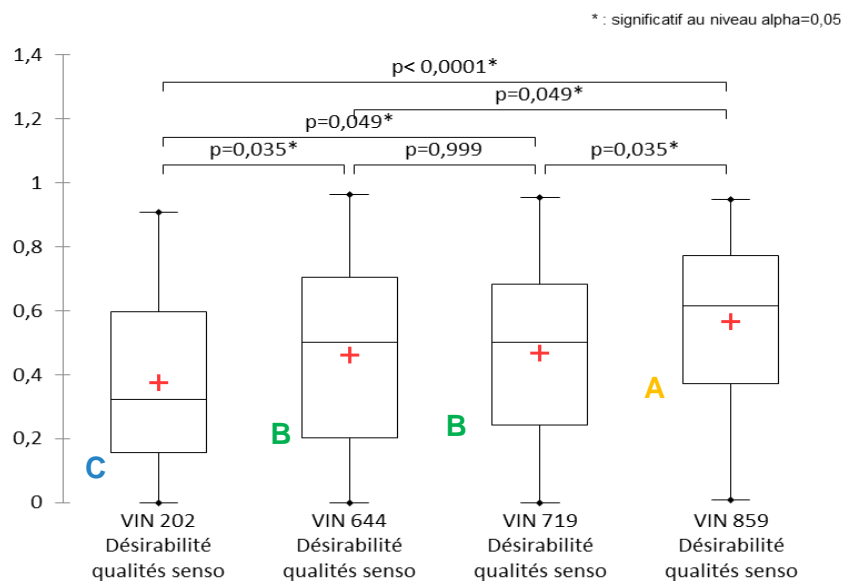 * : significatif au niveau alpha=0,05
1,4
p< 0,0001*
1,2
p=0,049*
p=0,049*
1
p=0,035*
p=0,999
p=0,035*
0,8
0,6
0,4
A
B
B
0,2
C
0
VIN 202
Désirabilité
qualités senso
VIN 644
Désirabilité
qualités senso
VIN 719
Désirabilité
qualités senso
VIN 859
Désirabilité
qualités senso